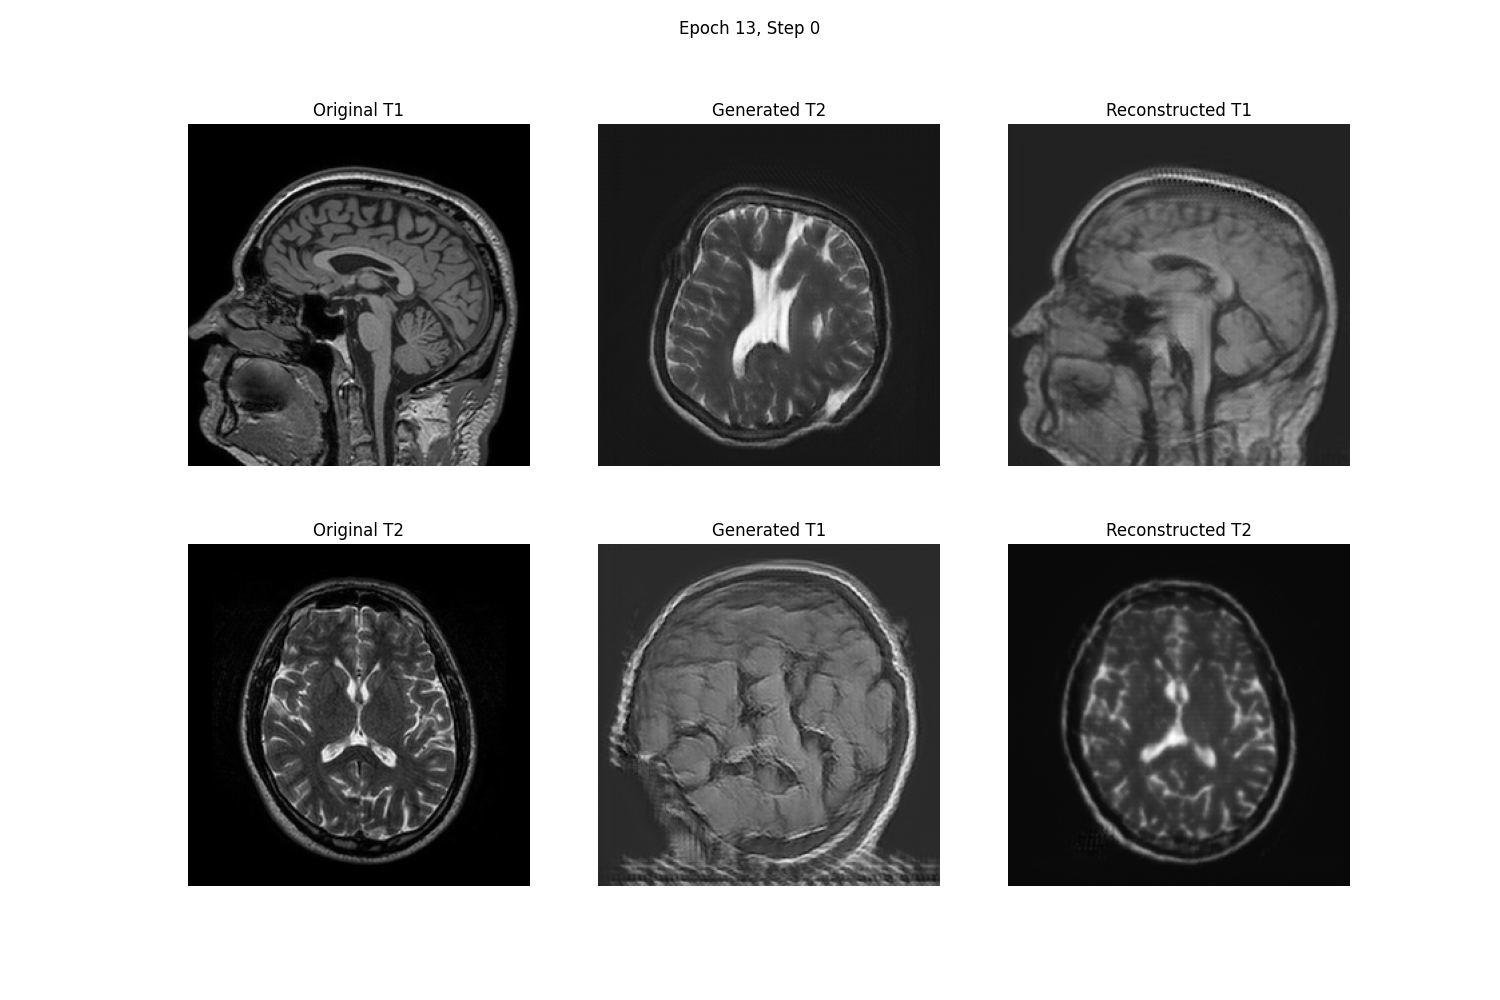 Epoch 13, Step 0
Original T1
Generated T2
Reconstructed T1
Original T2
Generated T1
Reconstructed T2